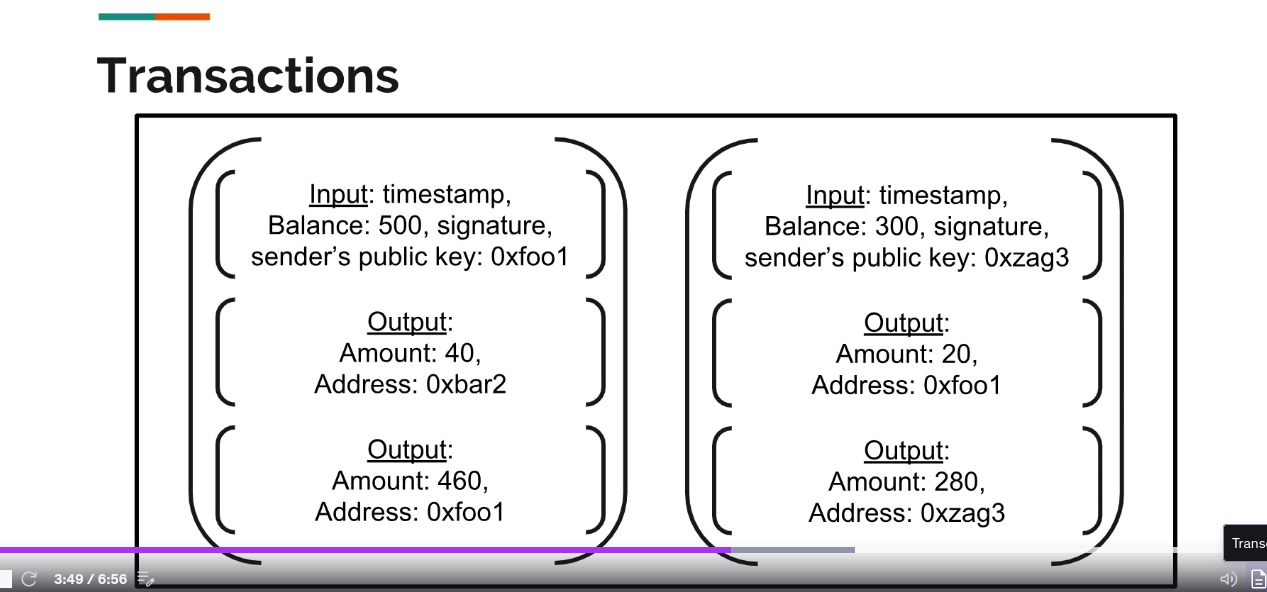 Transactions
Input: timestamp,
Balance: 500, signature,
sender’s public key: 0xfoo1
Output:
Amount: 40,
Address: 0xbar2
Output:
Amount: 460,
Address: 0xfoo1
Input: timestamp,
Balance: 300, signature,
sender’s public key: 0xzag3
Output:
Amount: 20,
Address: 0xfoo1
Output:
Amount: 280,
Address: 0xzag3
Transc
3:49 / 6:56